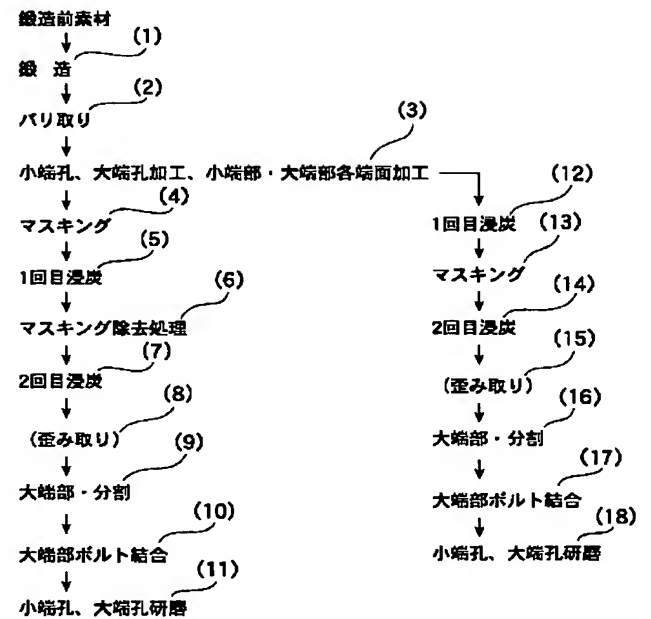 鍛造前素材
(1)
鍛 造
(2)
バリ取り
(3)
小端孔、大端孔加工、小端部・大端部各端面加工
(4)
マスキング
(5)
1回目浸炭
(6)
マスキング除去処理
(7)
2回目浸炭
(8)
(歪み取り)
(9)
大端部・分割
(10)
大端部ボルト結合
(11)
小端孔、大端孔研磨
(12)
1回目浸炭
(13)
マスキング
(14)
2回目浸炭
(15)
(歪み取り)
(16)
大端部・分割
(17)
大端部ボルト結合
(18)
小端孔、大端孔研磨